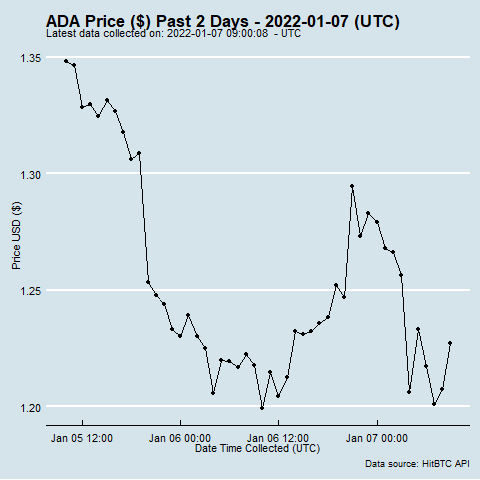 ADA Price ($) Past 2 Days - 2022-01-07 (UTC)
Latest data collected on: 2022-01-07 09:00:08 - UTC
1.35
1.30
1.25
1.20
Price USD ($)
Jan 05 12:00 Jan 06 00:00 Jan 06 12:00 Jan 07 00:00
Date Time Collected (UTC)
Data source: HitBTC API